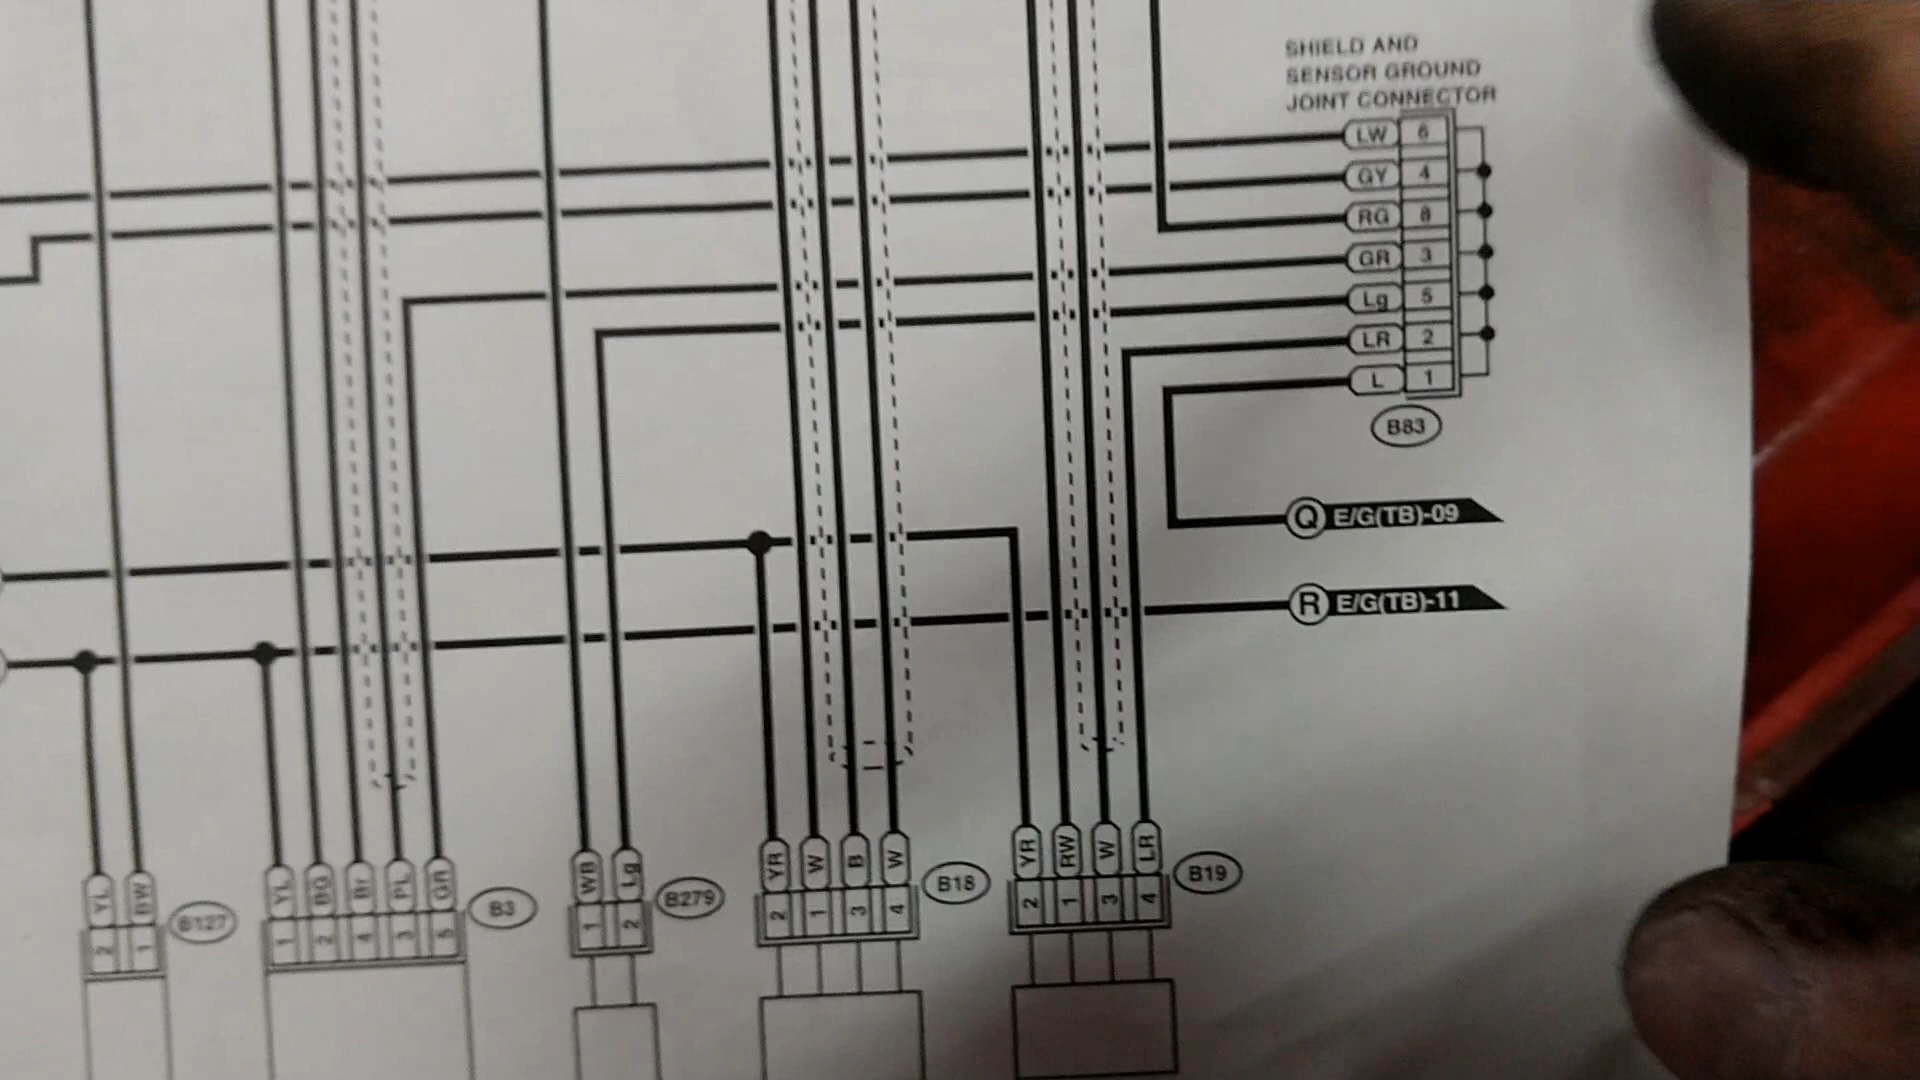 SHIELD AND
SENSOR GROUND
JOINT CONNECTOR
LW 6
GY 4
RG 8
GR 3
Lg 5
LR 2
L 1
B83
Q E/G(TB)-09
R E/G(TB)-11
YL BW
2 1
B127
YL BG Br PL GR
1 2 4 3 5
B3
WB Lg
1 2
B279
YR W B W
2 1 3 4
B18
YR RW W LR
2 1 3 4
B19